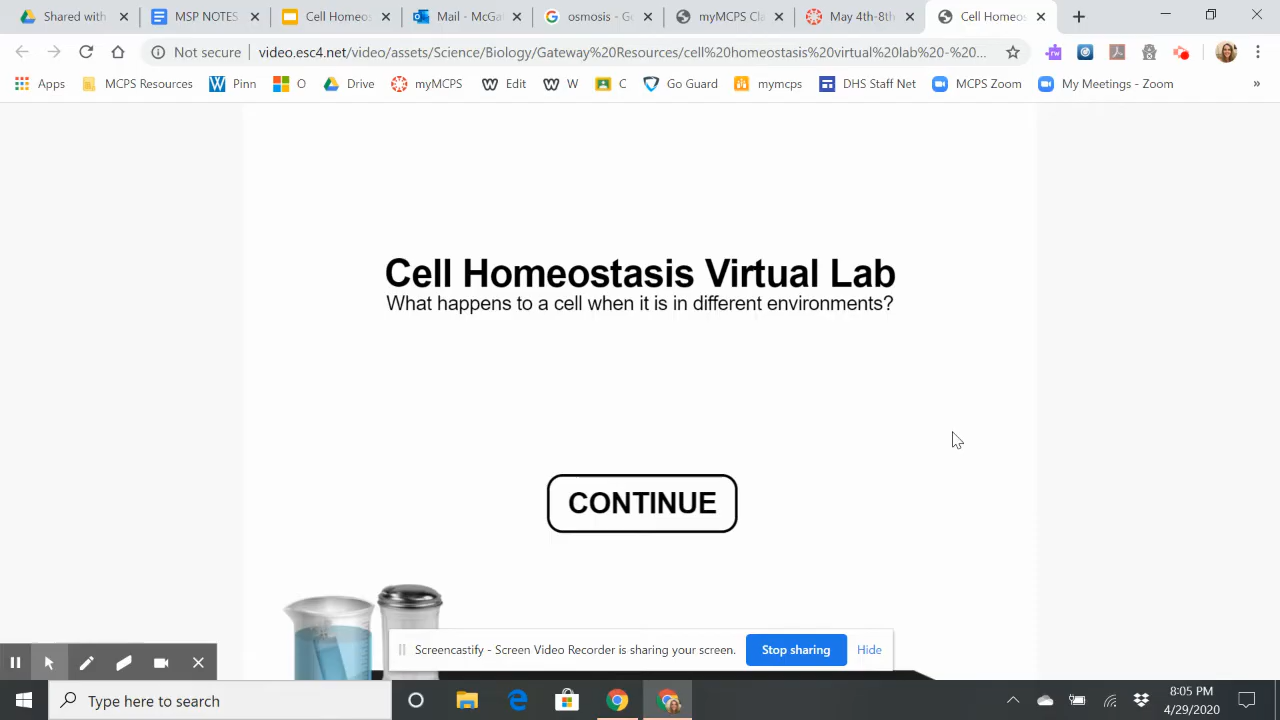 Shared with
MSP NOTES
Cell Homeos
Mail - McGa
osmosis - Go
myMCPS Cla
May 4th-8th
Cell Homeos
Not secure
video.esc4.net/video/assets/Science/Biology/Gateway%20Resources/cell%20homeostasis%20virtual%20lab%20-%20...
Apps
MCPS Resources
Pinn
O
Drive
myMCPS
Edit
W
C
Go Guard
mymcps
DHS Staff Net
MCPS Zoom
My Meetings - Zoom
»
Cell Homeostasis Virtual Lab
What happens to a cell when it is in different environments?
CONTINUE
Screencastify - Screen Video Recorder is sharing your screen.
Stop sharing
Hide
Type here to search
8:05 PM
4/29/2020